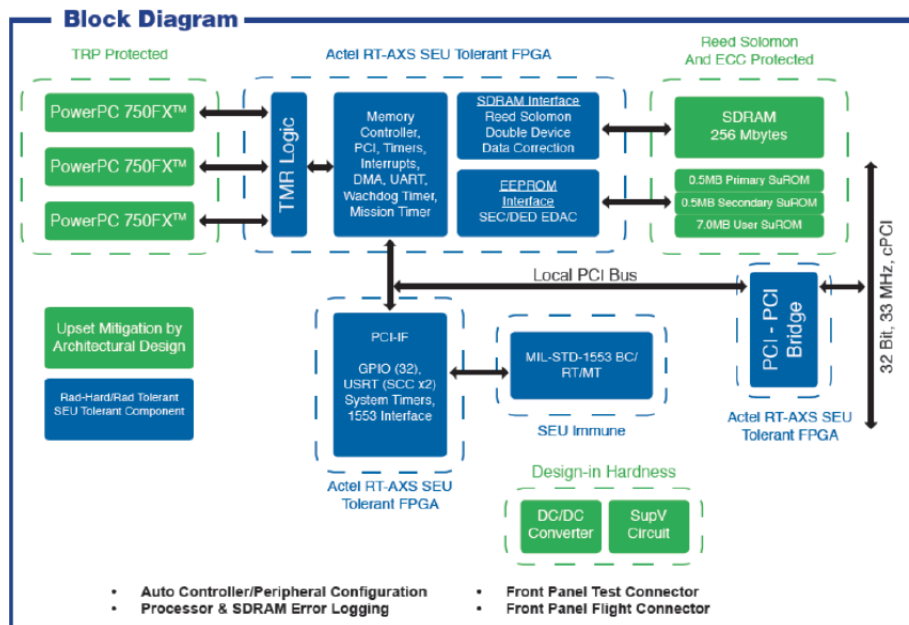 Block Diagram
TRP Protected
Actel RT-AXS SEU Tolerant FPGA
Reed Solomon
And ECC Protected
PowerPC 750FX™
PowerPC 750FX™
PowerPC 750FX™
TMR Logic
Memory
Controller,
PCI, Timers,
Interrupts,
DMA, UART,
Wachdog Timer,
Mission Timer
SDRAM Interface
Reed Solomon
Double Device
Data Correction
EEPROM
Interface
SEC/DED EDAC
SDRAM
256 Mbytes
0.5MB Primary SuROM
0.5MB Secondary SuROM
7.0MB User SuROM
Local PCI Bus
32 Bit, 33 MHz, cPCI
Upset Mitigation by
Architectural Design
Rad-Hard/Rad Tolerant
SEU Tolerant Component
PCI-IF
GPIO (32),
USRT (SCC x2)
System Timers,
1553 Interface
Actel RT-AXS SEU
Tolerant FPGA
MIL-STD-1553 BC/
RT/MT
SEU Immune
PCI - PCI
Bridge
Actel RT-AXS SEU
Tolerant FPGA
Design-in Hardness
DC/DC
Converter
SupV
Circuit
• Auto Controller/Peripheral Configuration
• Processor & SDRAM Error Logging
• Front Panel Test Connector
• Front Panel Flight Connector